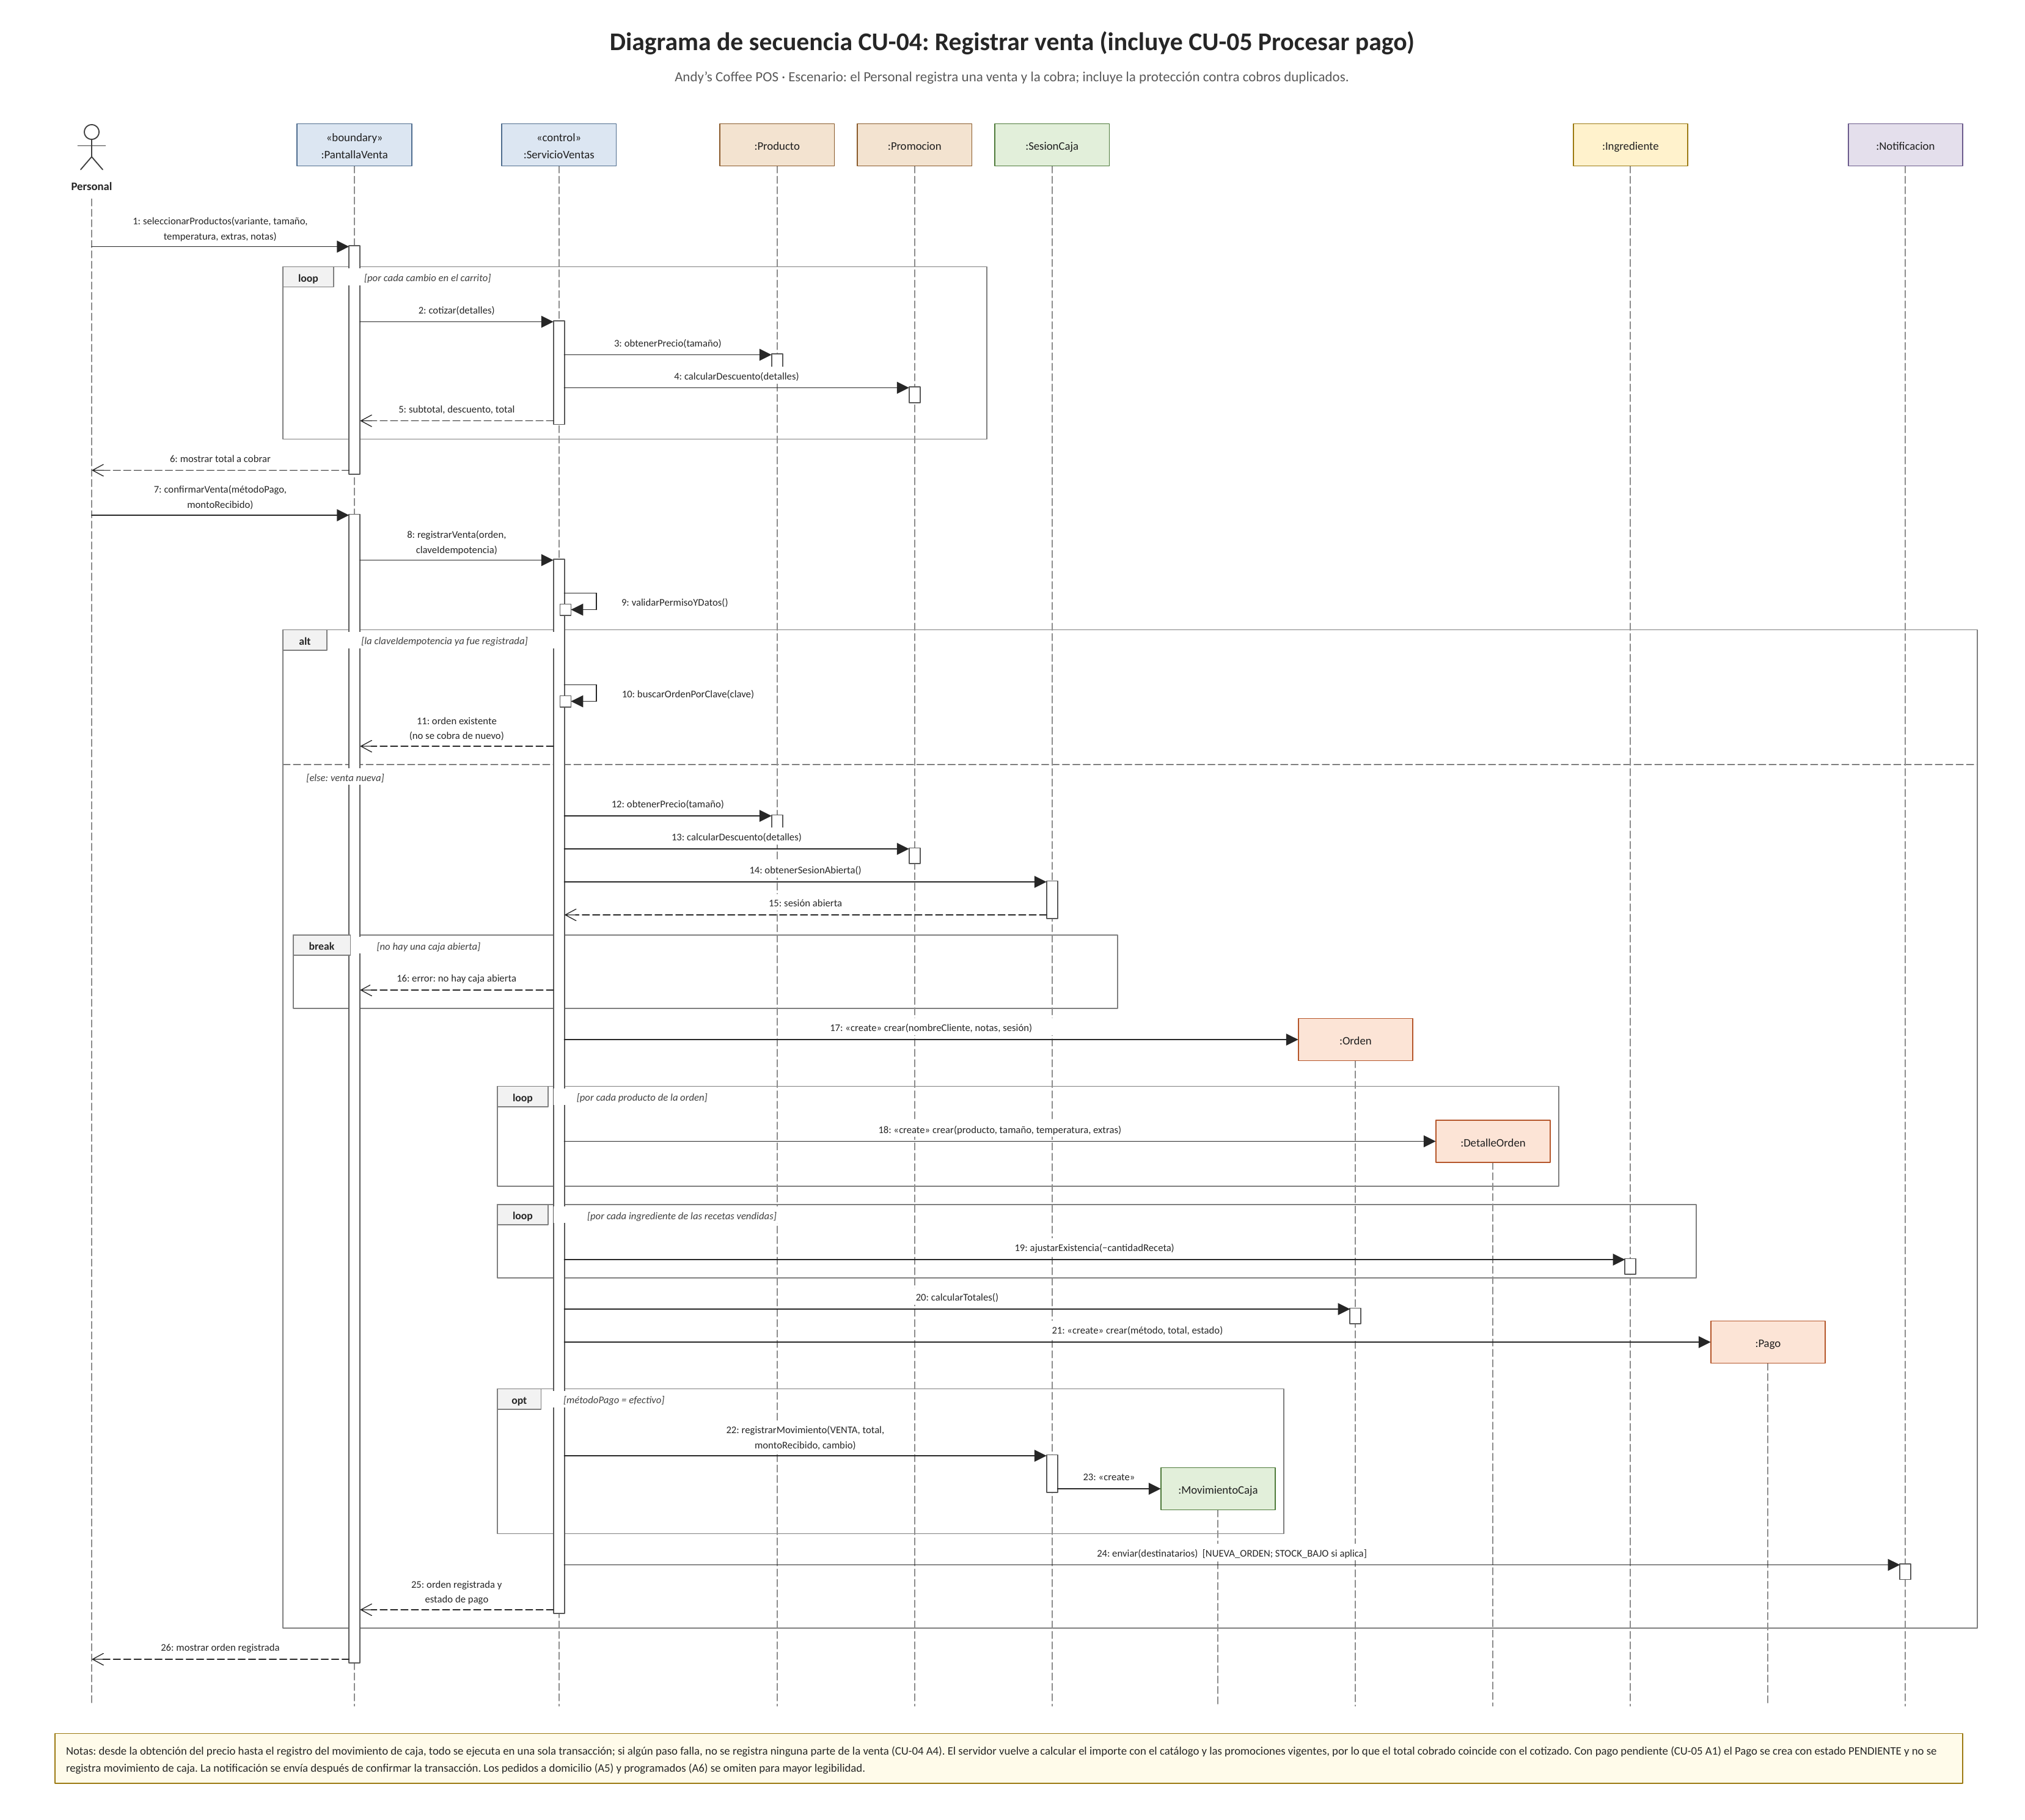 Diagrama de secuencia CU-04: Registrar venta (incluye CU-05 Procesar pago)
Andy's Coffee POS · Escenario: el Personal registra una venta y la cobra; incluye la protección contra cobros duplicados.
Personal
«boundary»
:PantallaVenta
«control»
:ServicioVentas
:Producto
:Promocion
:SesionCaja
:Ingrediente
:Notificacion
1: seleccionarProductos(variante, tamaño,
temperatura, extras, notas)
loop
[por cada cambio en el carrito]
2: cotizar(detalles)
3: obtenerPrecio(tamaño)
4: calcularDescuento(detalles)
5: subtotal, descuento, total
6: mostrar total a cobrar
7: confirmarVenta(métodoPago,
montoRecibido)
8: registrarVenta(orden,
claveIdempotencia)
9: validarPermisoYDatos()
alt
[la claveIdempotencia ya fue registrada]
10: buscarOrdenPorClave(clave)
11: orden existente
(no se cobra de nuevo)
[else: venta nueva]
12: obtenerPrecio(tamaño)
13: calcularDescuento(detalles)
14: obtenerSesionAbierta()
15: sesión abierta
break
[no hay una caja abierta]
16: error: no hay caja abierta
17: «create» crear(nombreCliente, notas, sesión)
:Orden
loop
[por cada producto de la orden]
18: «create» crear(producto, tamaño, temperatura, extras)
:DetalleOrden
loop
[por cada ingrediente de las recetas vendidas]
19: ajustarExistencia(−cantidadReceta)
20: calcularTotales()
21: «create» crear(método, total, estado)
:Pago
opt
[métodoPago = efectivo]
22: registrarMovimiento(VENTA, total,
montoRecibido, cambio)
23: «create»
:MovimientoCaja
24: enviar(destinatarios) [NUEVA_ORDEN; STOCK_BAJO si aplica]
25: orden registrada y
estado de pago
26: mostrar orden registrada
Notas: desde la obtención del precio hasta el registro del movimiento de caja, todo se ejecuta en una sola transacción; si algún paso falla, no se registra ninguna parte de la venta (CU-04 A4). El servidor vuelve a calcular el importe con el catálogo y las promociones vigentes, por lo que el total cobrado coincide con el cotizado. Con pago pendiente (CU-05 A1) el Pago se crea con estado PENDIENTE y no se
registra movimiento de caja. La notificación se envía después de confirmar la transacción. Los pedidos a domicilio (A5) y programados (A6) se omiten para mayor legibilidad.